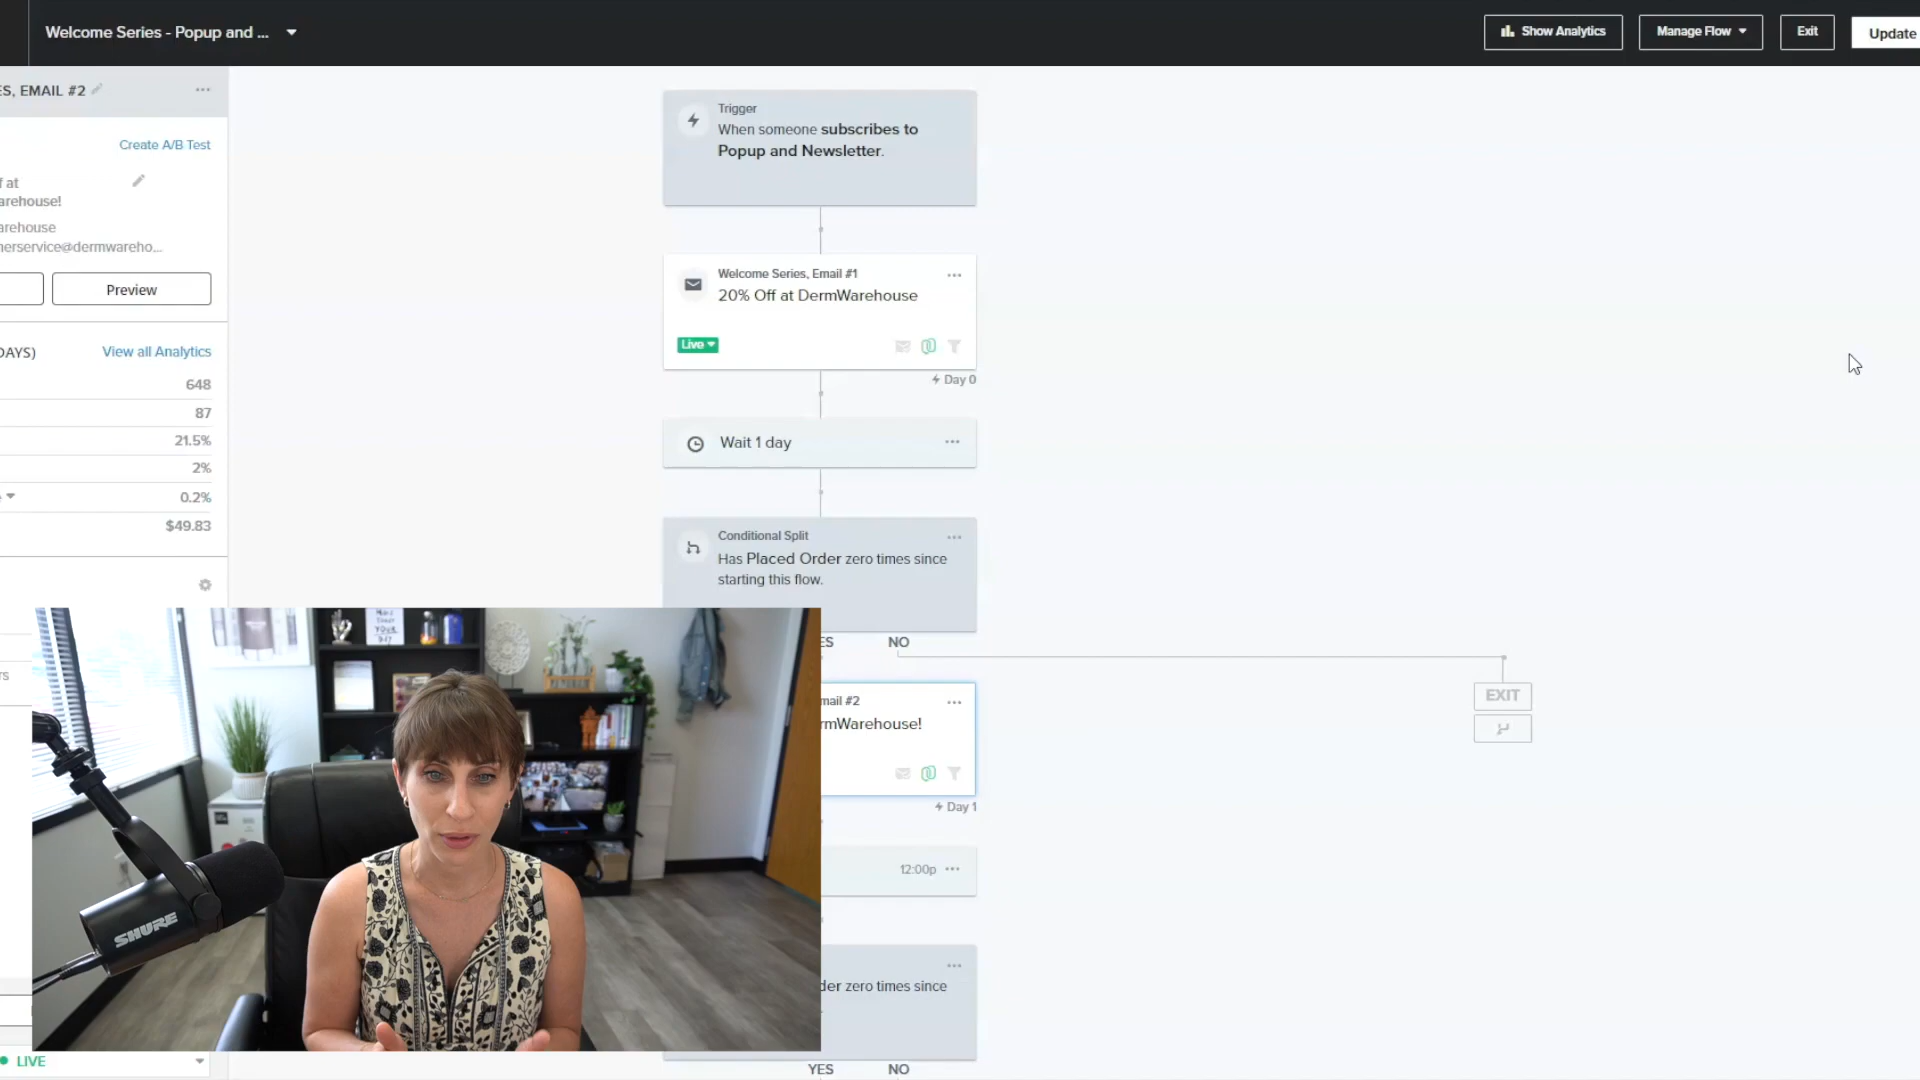 Welcome Series - Popup and ...
Show Analytics
Manage Flow
Exit
Update
ES, EMAIL #2
Create A/B Test
f at
arehouse!
arehouse
nerservice@dermwareho...
Preview
DAYS)
View all Analytics
648
87
21.5%
2%
0.2%
$49.83
rs
LIVE
Trigger
When someone subscribes to
Popup and Newsletter.
Welcome Series, Email #1
20% Off at DermWarehouse
Live
Day 0
Wait 1 day
Conditional Split
Has Placed Order zero times since
starting this flow.
ES
NO
EXIT
mail #2
rmWarehouse!
Day 1
12:00p
der zero times since
YES
NO
SHURE